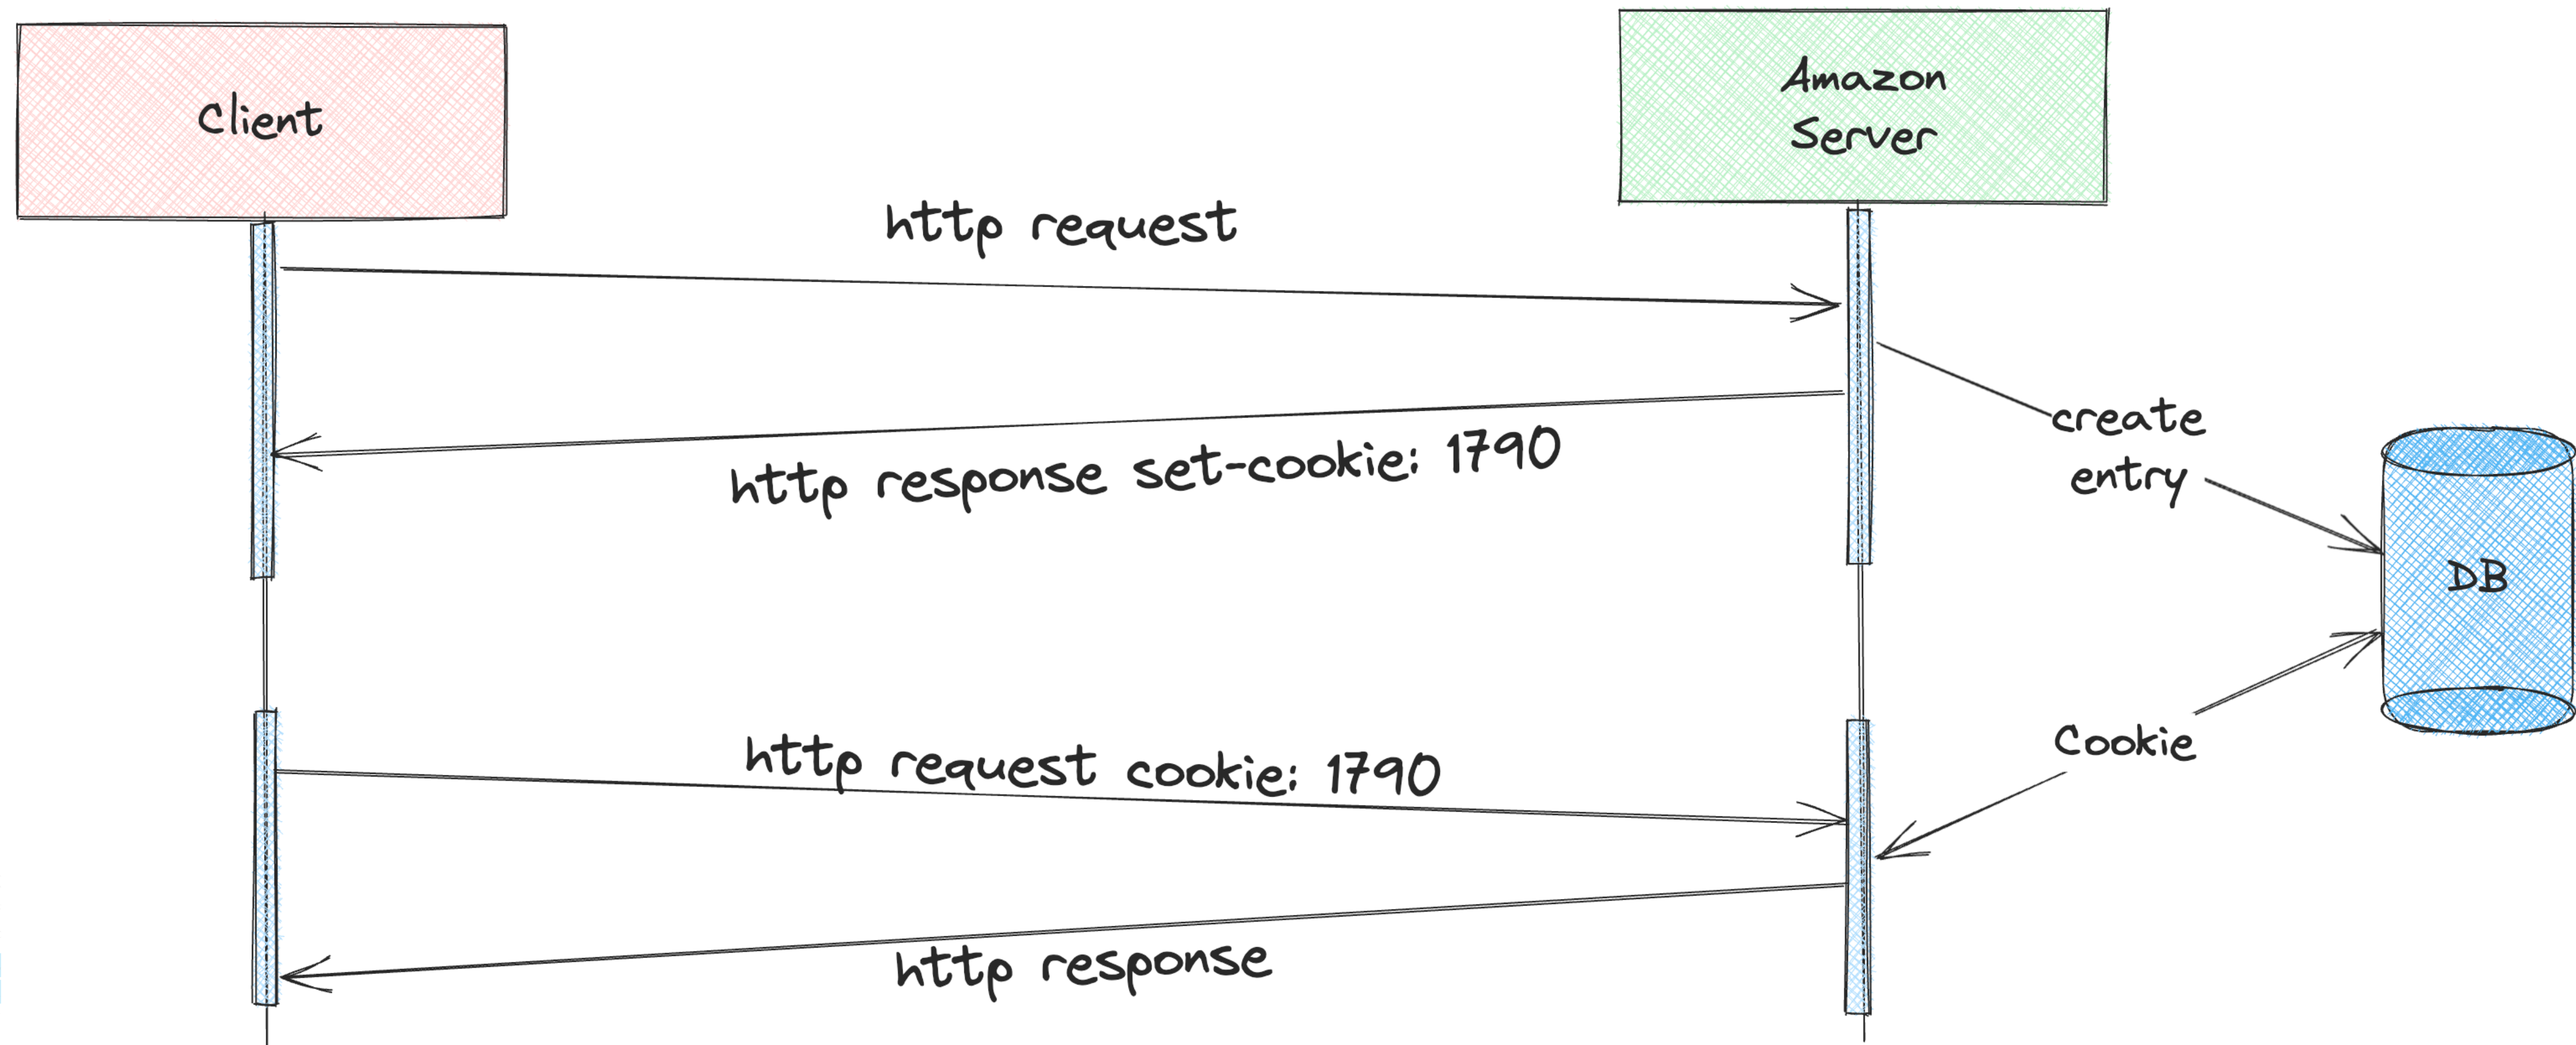 Client
Amazon
Server
http request
create
entry
http response set-cookie: 1790
DB
http request cookie: 1790
Cookie
http response